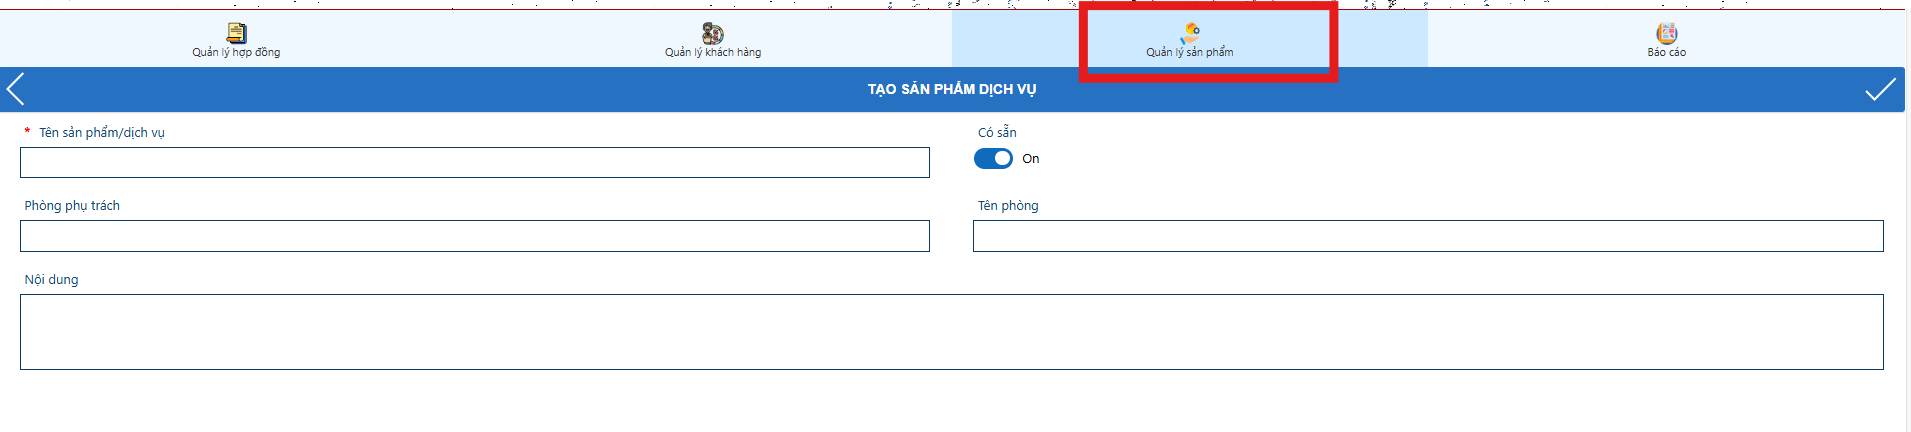 Quản lý hợp đồng
Quản lý khách hàng
Quản lý sản phẩm
Báo cáo
TẠO SẢN PHẨM DỊCH VỤ
* Tên sản phẩm/dịch vụ
Có sẵn
On
Phòng phụ trách
Tên phòng
Nội dung